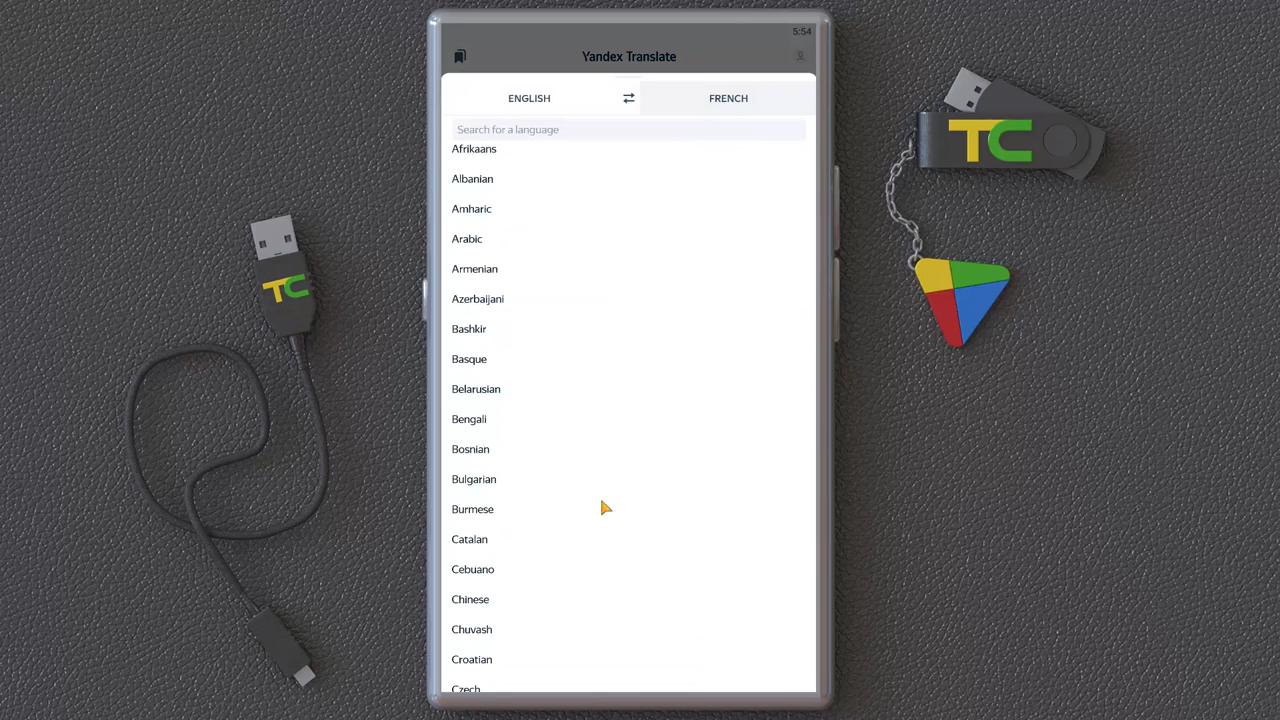 5:54
Yandex Translate
ENGLISH
FRENCH
Search for a language
Afrikaans
Albanian
Amharic
Arabic
Armenian
Azerbaijani
Bashkir
Basque
Belarusian
Bengali
Bosnian
Bulgarian
Burmese
Catalan
Cebuano
Chinese
Chuvash
Croatian
Czech
TC
TC